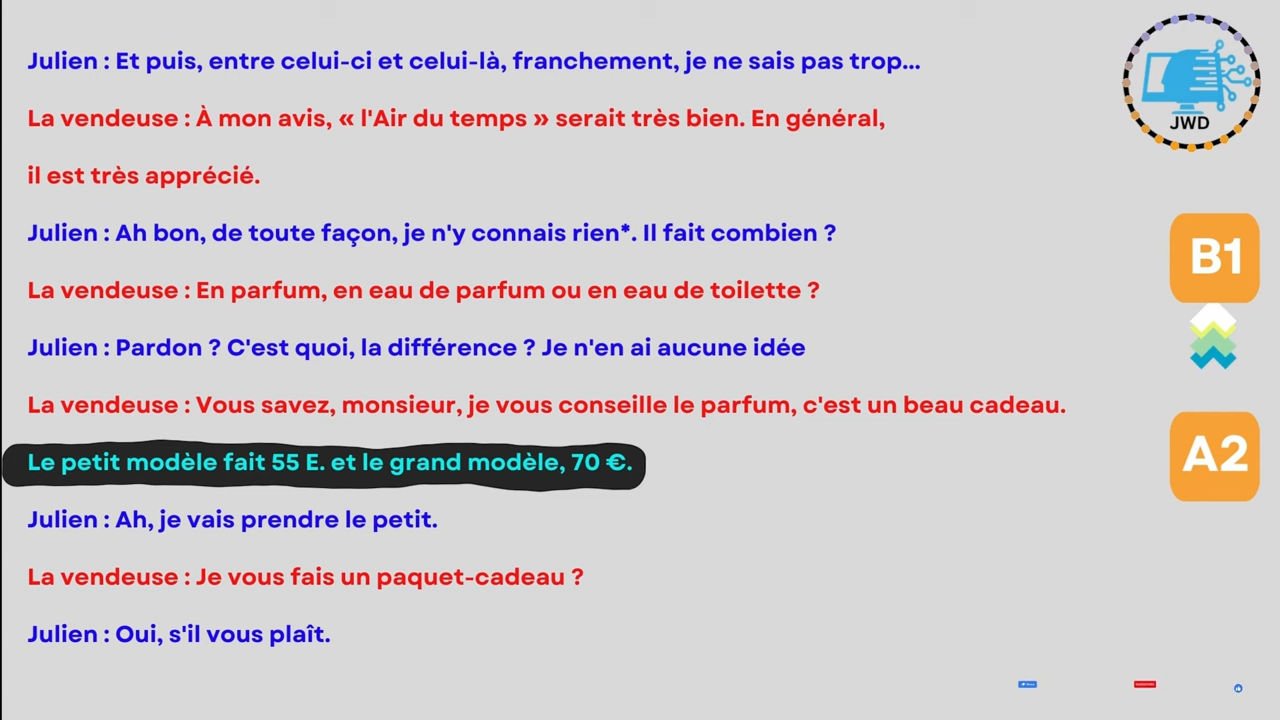 Julien : Et puis, entre celui-ci et celui-là, franchement, je ne sais pas trop...
La vendeuse : À mon avis, « l'Air du temps » serait très bien. En général,
il est très apprécié.
Julien : Ah bon, de toute façon, je n'y connais rien*. Il fait combien ?
La vendeuse : En parfum, en eau de parfum ou en eau de toilette ?
Julien : Pardon ? C'est quoi, la différence ? Je n'en ai aucune idée
La vendeuse : Vous savez, monsieur, je vous conseille le parfum, c'est un beau cadeau.
Le petit modèle fait 55 E. et le grand modèle, 70 €.
Julien : Ah, je vais prendre le petit.
La vendeuse : Je vous fais un paquet-cadeau ?
Julien : Oui, s'il vous plaît.
JWD
B1
A2